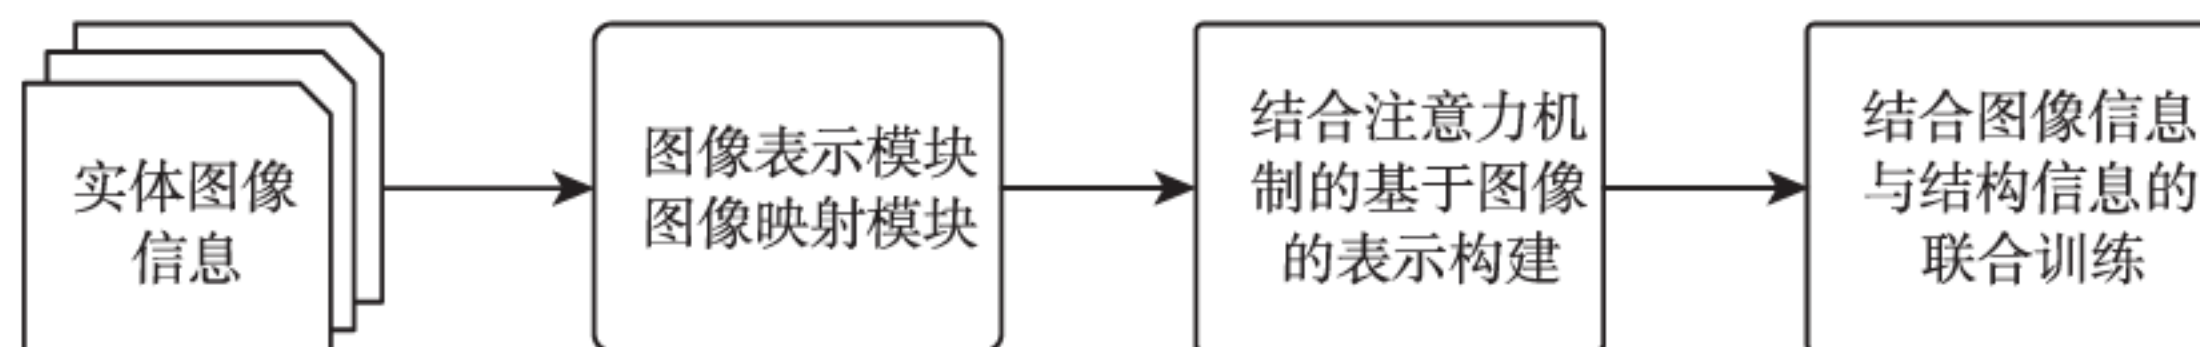 实体图像
信息
图像表示模块
图像映射模块
结合注意力机
制的基于图像
的表示构建
结合图像信息
与结构信息的
联合训练